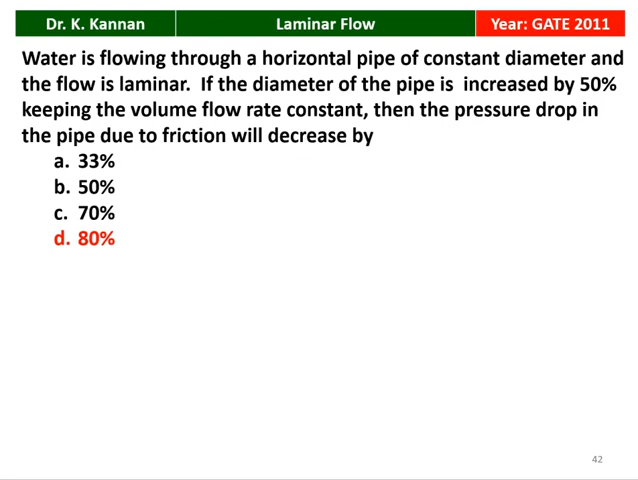 Dr. K. Kannan Laminar Flow Year: GATE 2011
Water is flowing through a horizontal pipe of constant diameter and
the flow is laminar. If the diameter of the pipe is increased by 50%
keeping the volume flow rate constant, then the pressure drop in
the pipe due to friction will decrease by
a. 33%
b. 50%
c. 70%
d. 80%
42